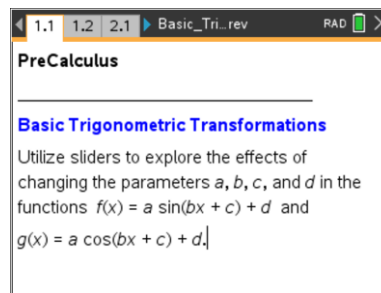 1.1 1.2 2.1 Basic_Tri…rev RAD
PreCalculus
Basic Trigonometric Transformations
Utilize sliders to explore the effects of
changing the parameters a, b, c, and d in the
functions f(x) = a sin(bx + c) + d and
g(x) = a cos(bx + c) + d.